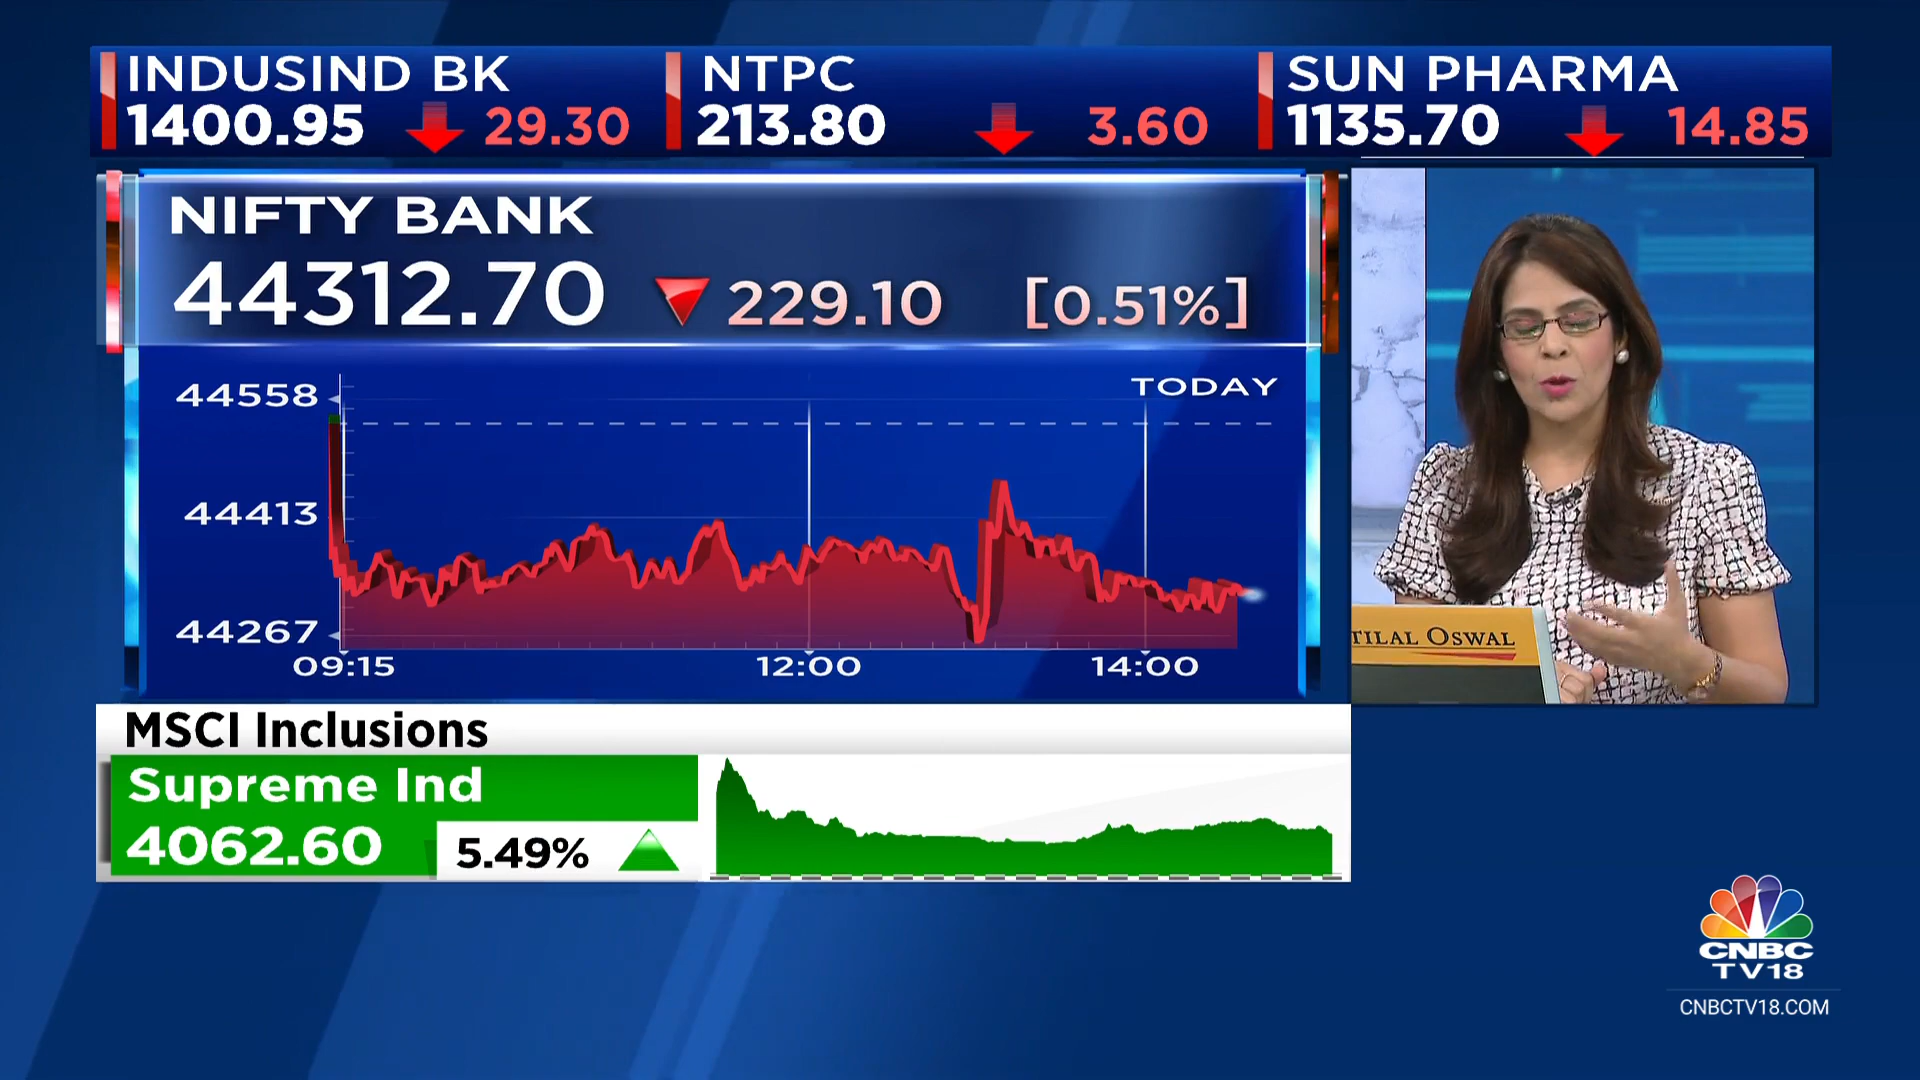 INDUSIND BK
1400.95 29.30
NTPC
213.80 3.60
SUN PHARMA
1135.70 14.85
NIFTY BANK
44312.70 229.10 [0.51%]
TODAY
44558
44413
44267
09:15 12:00 14:00
TILAL OSWAL
MSCI Inclusions
Supreme Ind
4062.60 5.49%
CNBC
TV18
CNBCTV18.COM